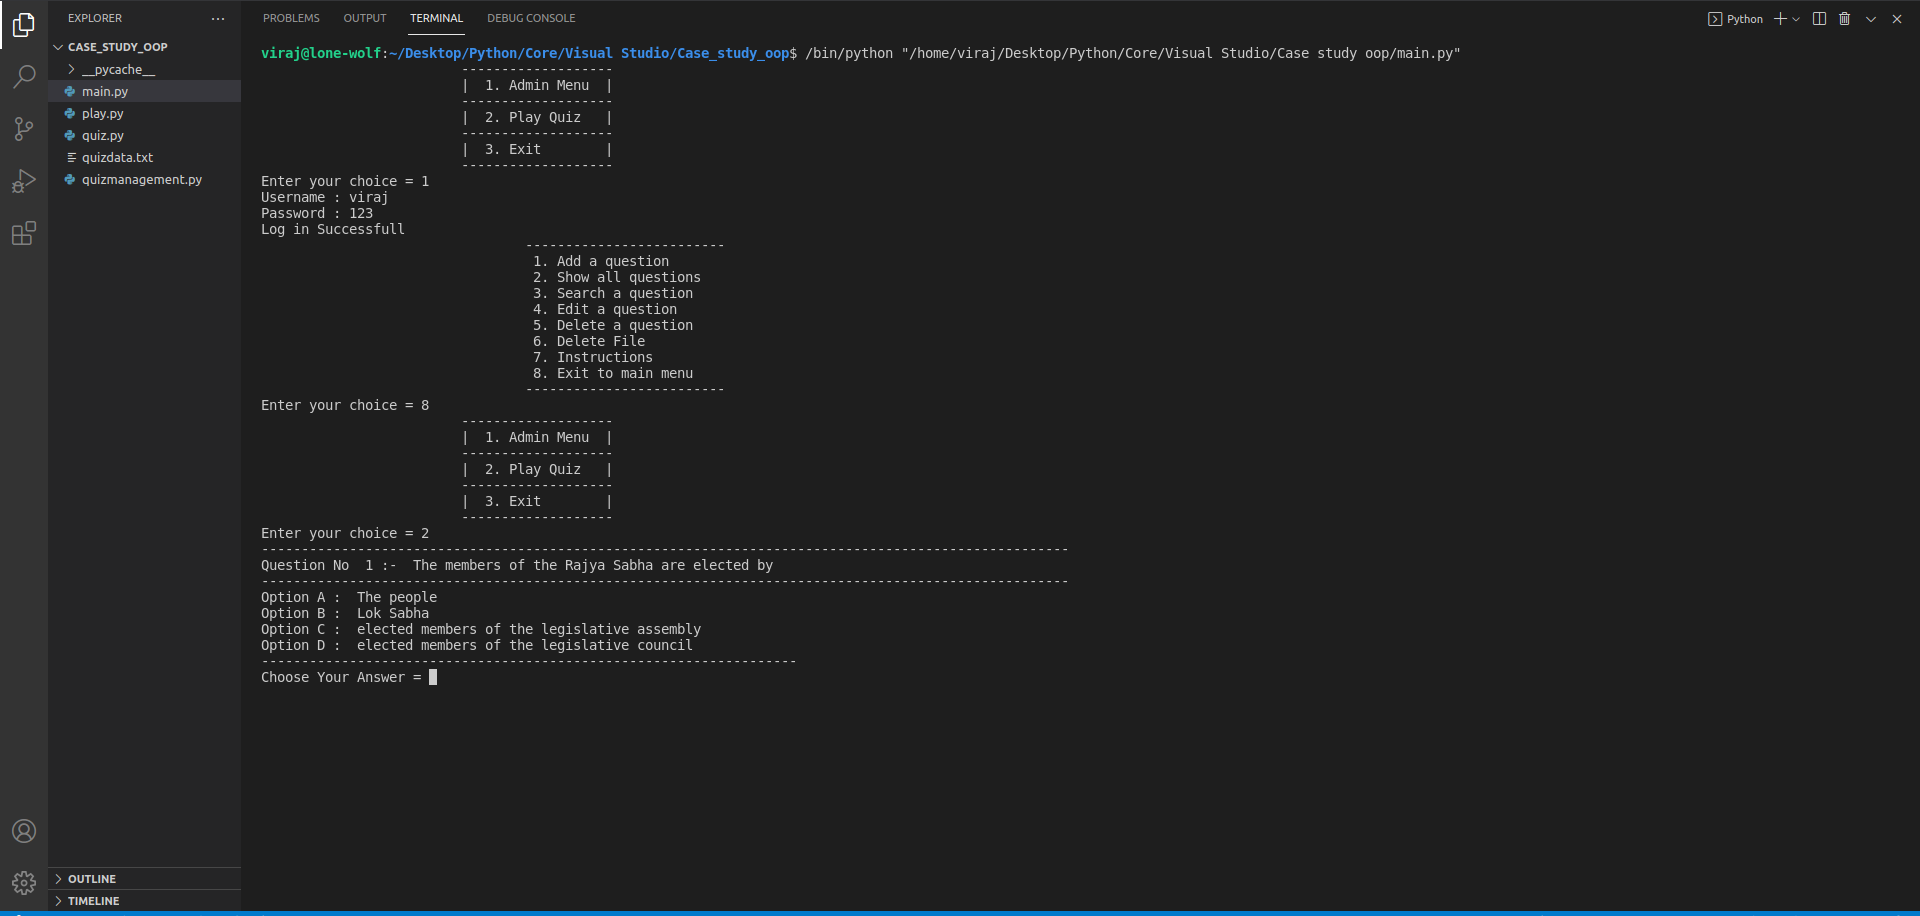 EXPLORER
CASE_STUDY_OOP
__pycache__
main.py
play.py
quiz.py
quizdata.txt
quizmanagement.py
OUTLINE
TIMELINE
PROBLEMS OUTPUT TERMINAL DEBUG CONSOLE
Python
viraj@lone-wolf:~/Desktop/Python/Core/Visual Studio/Case_study_oop$ /bin/python "/home/viraj/Desktop/Python/Core/Visual Studio/Case study oop/main.py"
-------------------
|  1. Admin Menu  |
-------------------
|  2. Play Quiz   |
-------------------
|  3. Exit        |
-------------------
Enter your choice = 1
Username : viraj
Password : 123
Log in Successfull
-------------------------
1. Add a question
2. Show all questions
3. Search a question
4. Edit a question
5. Delete a question
6. Delete File
7. Instructions
8. Exit to main menu
-------------------------
Enter your choice = 8
-------------------
|  1. Admin Menu  |
-------------------
|  2. Play Quiz   |
-------------------
|  3. Exit        |
-------------------
Enter your choice = 2
-----------------------------------------------------------------------------------------------------
Question No  1 :-  The members of the Rajya Sabha are elected by
-----------------------------------------------------------------------------------------------------
Option A :  The people
Option B :  Lok Sabha
Option C :  elected members of the legislative assembly
Option D :  elected members of the legislative council
-------------------------------------------------------------------
Choose Your Answer =